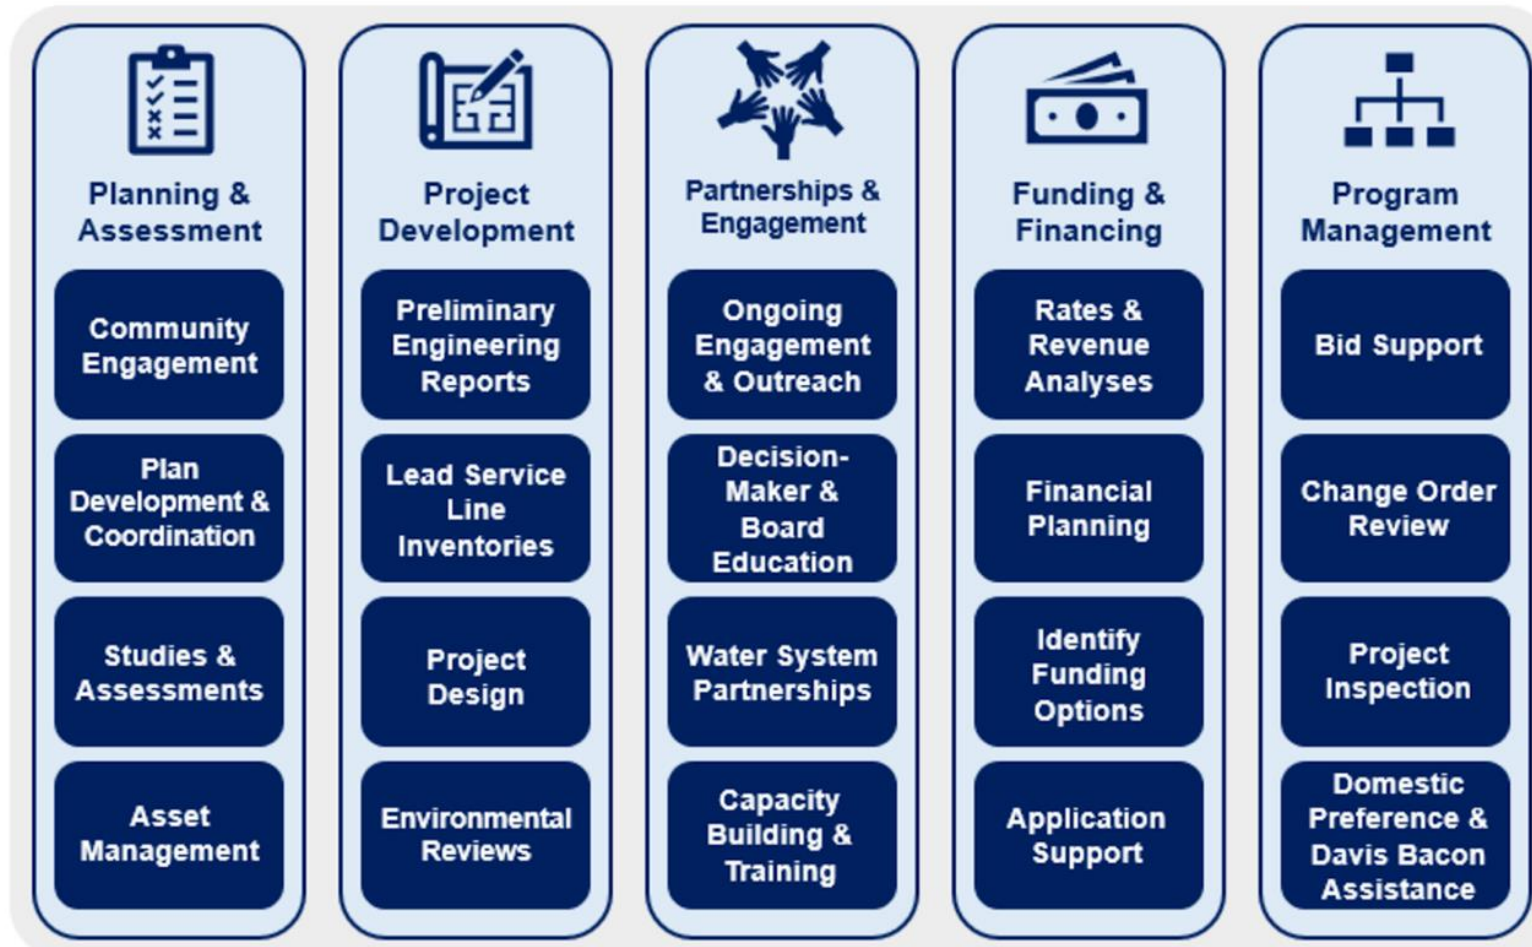 Planning &
Assessment
Community
Engagement
Plan
Development &
Coordination
Studies &
Assessments
Asset
Management
Project
Development
Preliminary
Engineering
Reports
Lead Service
Line
Inventories
Project
Design
Environmental
Reviews
Partnerships &
Engagement
Ongoing
Engagement
& Outreach
Decision-
Maker &
Board
Education
Water System
Partnerships
Capacity
Building &
Training
Funding &
Financing
Rates &
Revenue
Analyses
Financial
Planning
Identify
Funding
Options
Application
Support
Program
Management
Bid Support
Change Order
Review
Project
Inspection
Domestic
Preference &
Davis Bacon
Assistance